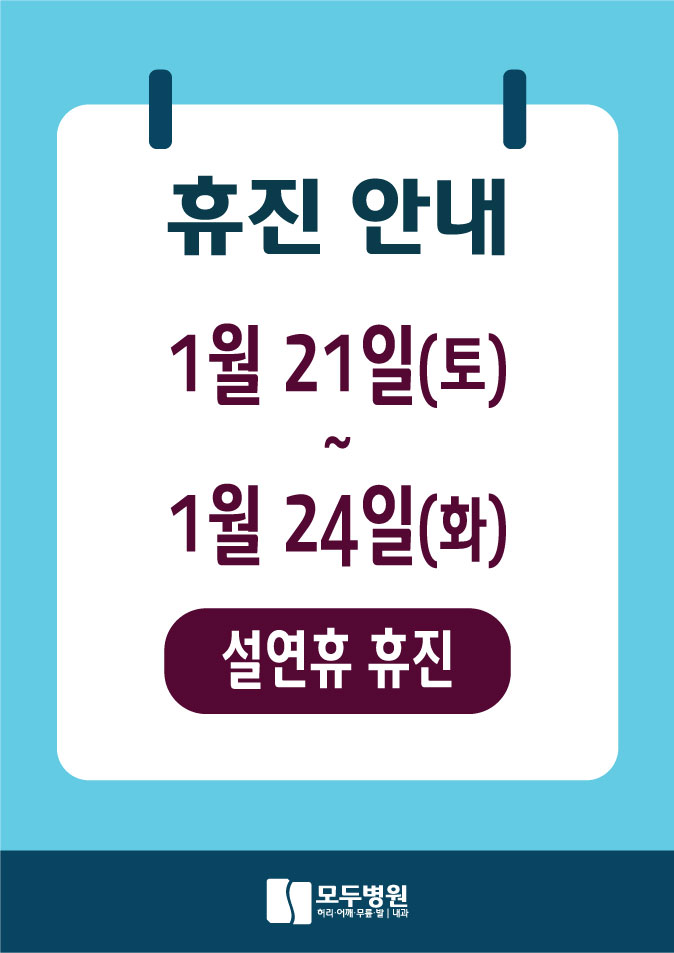 휴진 안내
1월 21일(토)
~
1월 24일(화)
설연휴 휴진
모두병원
허리·어깨·무릎·발 | 내과